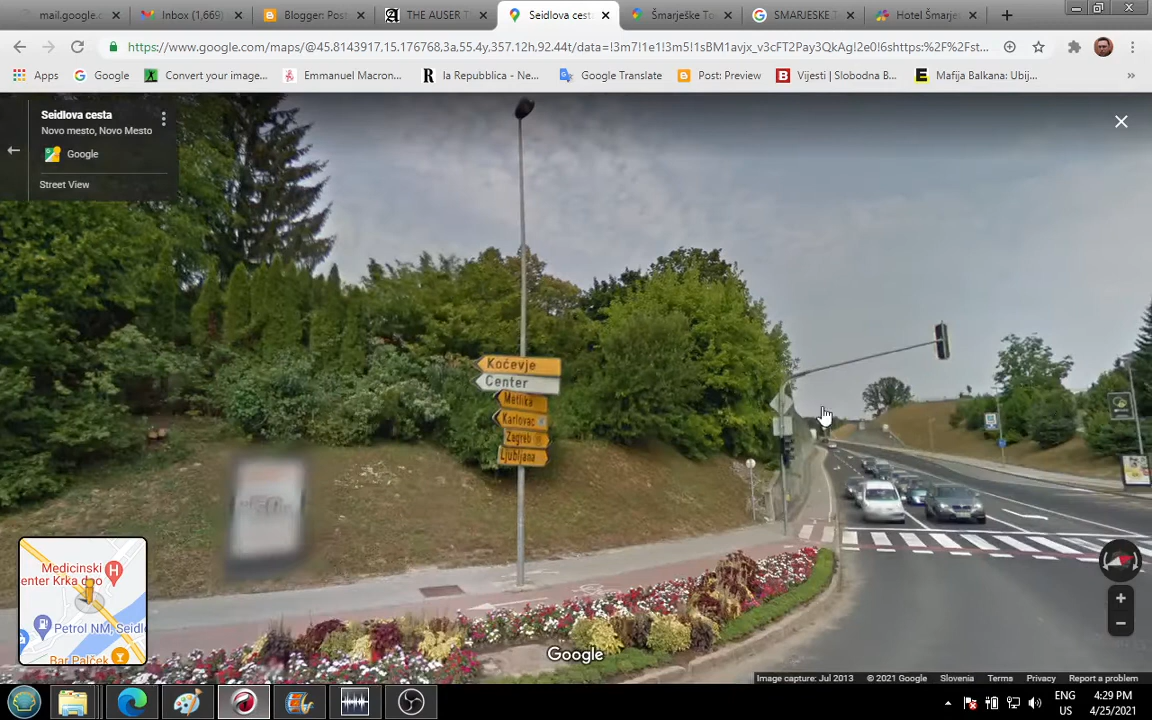 mail.google.c
Inbox (1,669)
Blogger: Post
THE AUSER T
Seidlova cest
Šmarješke To
SMARJESKE T
Hotel Šmarje
https://www.google.com/maps/@45.8143917,15.176768,3a,55.4y,357.12h,92.44t/data=!3m7!1e1!3m5!1sBM1avjx_v3cFT2Pay3QkAg!2e0!6shttps:%2F%2Fst...
Apps
Google
Convert your image...
Emmanuel Macron...
la Repubblica - Ne...
Google Translate
Post: Preview
Vijesti | Slobodna B...
Mafija Balkana: Ubij...
»
Seidlova cesta
Novo mesto, Novo Mesto
Google
Street View
Kočevje
Center
Metlika
Karlovac
Zagreb
Ljubljana
Medicinski
enter Krka doo
Petrol NM, Seidlo
Bar Palček
Google
Image capture: Jul 2013
© 2021 Google
Slovenia
Terms
Privacy
Report a problem
ENG
US
4:29 PM
4/25/2021